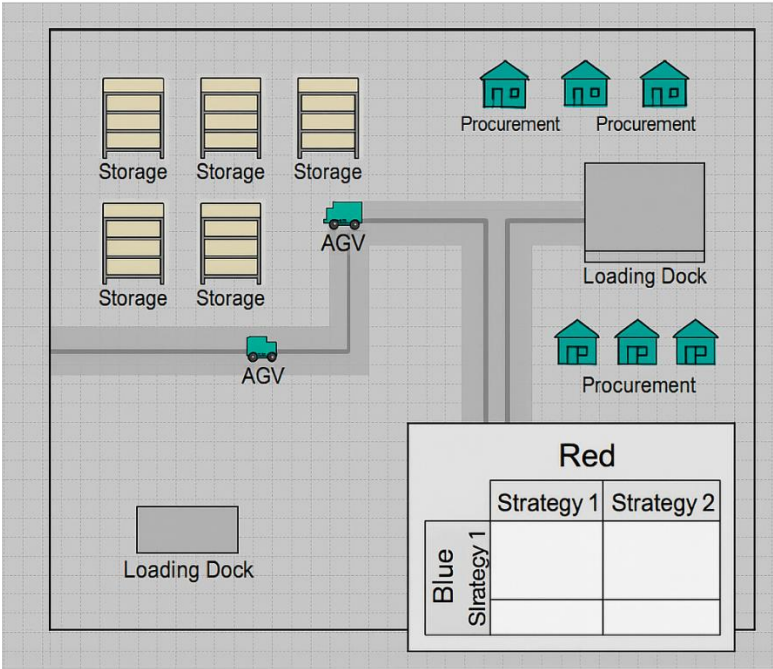 Storage Storage Storage
Procurement Procurement
AGV
Loading Dock
Storage Storage
AGV
Procurement
Loading Dock
Red
Strategy 1 Strategy 2
Blue
Slrategy 1